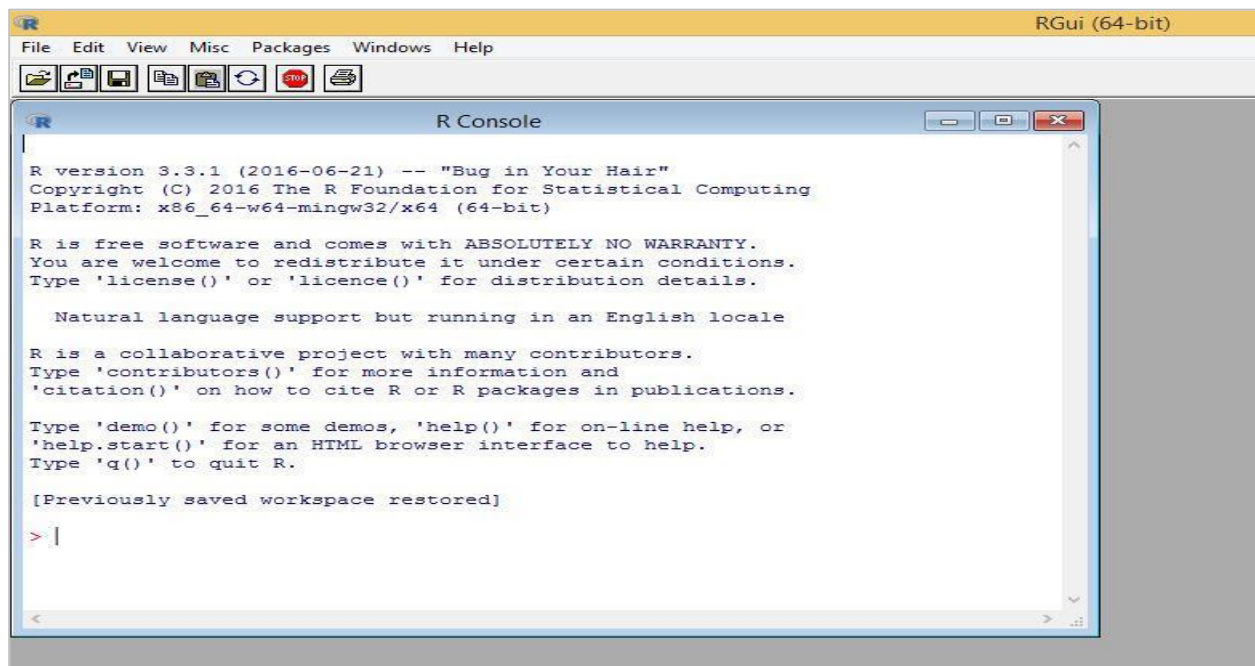 RGui (64-bit)
File Edit View Misc Packages Windows Help
STOP
R Console
R version 3.3.1 (2016-06-21) -- "Bug in Your Hair"
Copyright (C) 2016 The R Foundation for Statistical Computing
Platform: x86_64-w64-mingw32/x64 (64-bit)
R is free software and comes with ABSOLUTELY NO WARRANTY.
You are welcome to redistribute it under certain conditions.
Type 'license()' or 'licence()' for distribution details.
Natural language support but running in an English locale
R is a collaborative project with many contributors.
Type 'contributors()' for more information and
'citation()' on how to cite R or R packages in publications.
Type 'demo()' for some demos, 'help()' for on-line help, or
'help.start()' for an HTML browser interface to help.
Type 'q()' to quit R.
[Previously saved workspace restored]
>